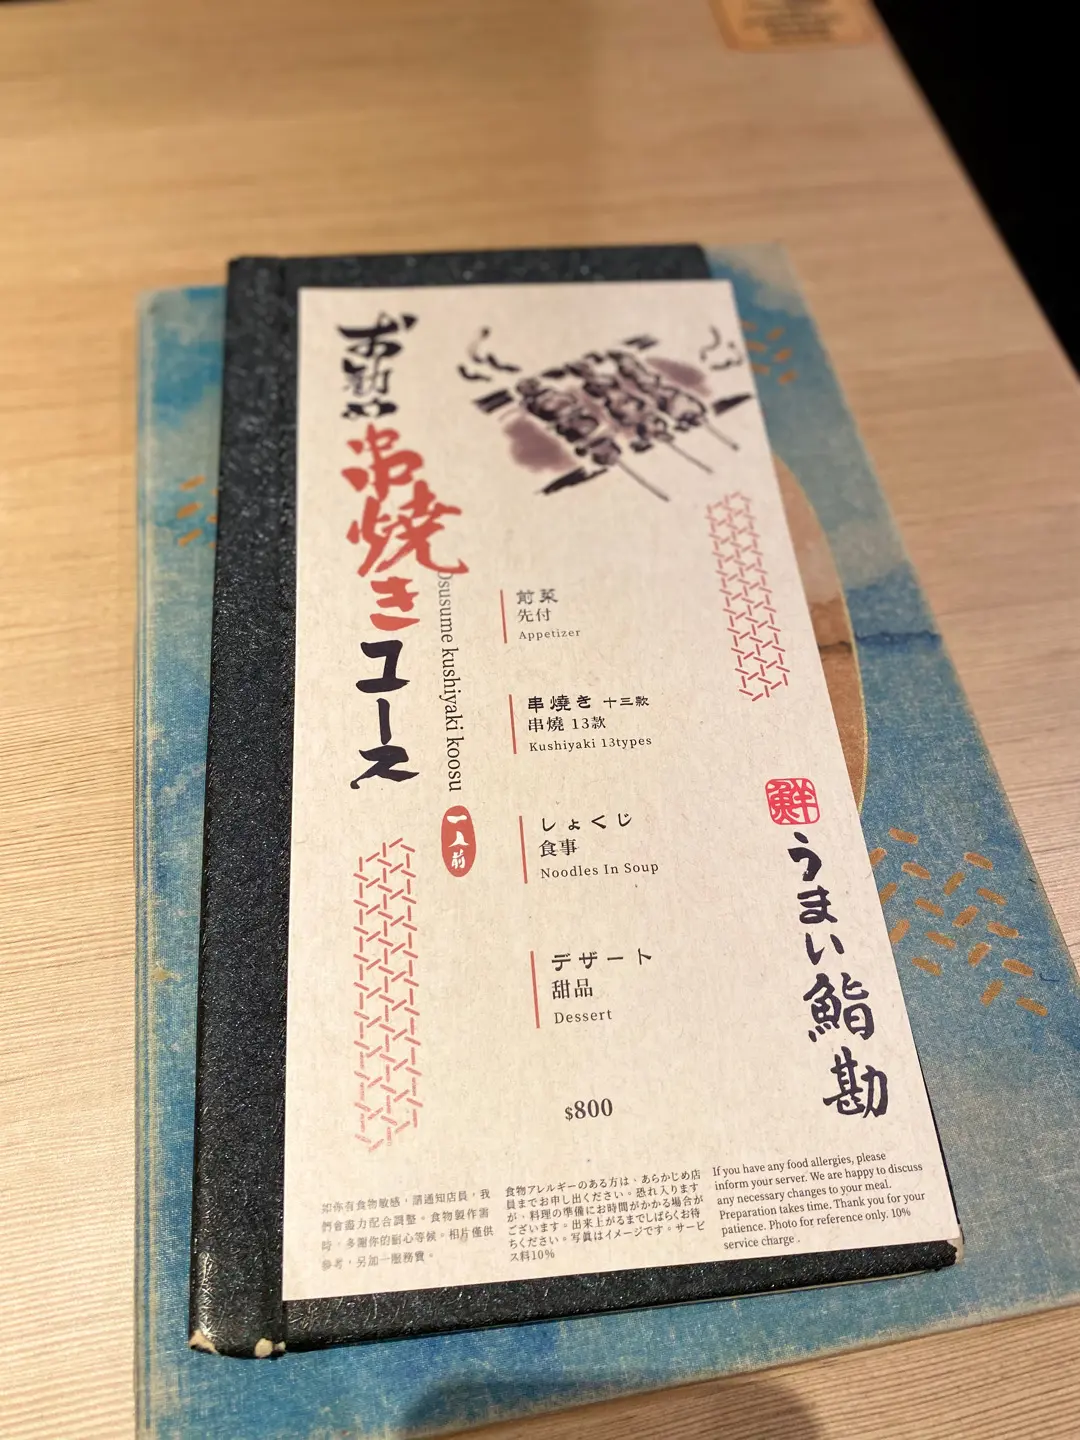 お勧め
串焼き
コース
Osusume kushiyaki koosu
一人前
前菜
先付
Appetizer
串焼き 十三款
串燒 13款
Kushiyaki 13types
しょくじ
食事
Noodles In Soup
デザート
甜品
Dessert
$800
鮮
うまい鮨勘
如你有食物敏感，請通知店員，我
們會盡力配合調整。食物製作需
時，多謝你的耐心等候。相片僅供
參考，另加一服務費。
食物アレルギーのある方は、あらかじめ店
員までお申し出ください。恐れ入ります
が、料理の準備にお時間がかかる場合が
ございます。出来上がるまでしばらくお待
ちください。写真はイメージです。サービ
ス料10%
If you have any food allergies, please
inform your server. We are happy to discuss
any necessary changes to your meal.
Preparation takes time. Thank you for your
patience. Photo for reference only. 10%
service charge .